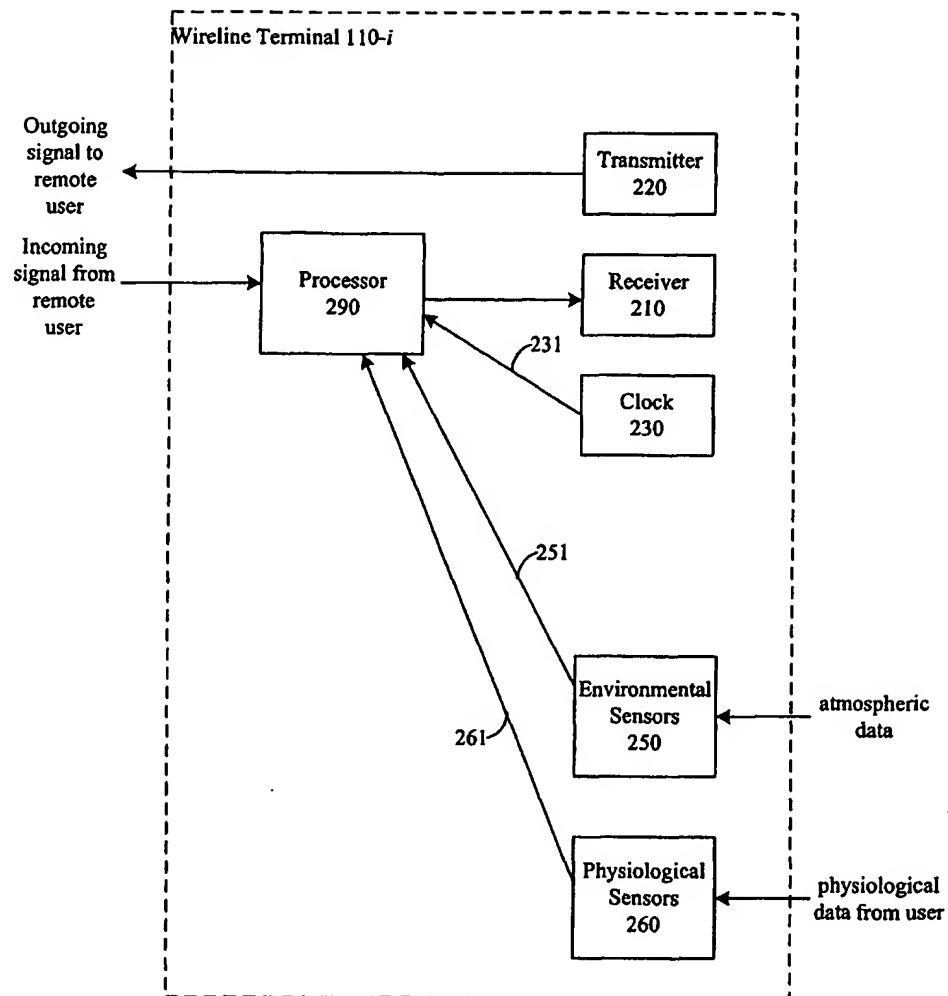 Wireline Terminal 110-i
Outgoing
signal to
remote
user
Transmitter
220
Incoming
signal from
remote
user
Processor
290
Receiver
210
231
Clock
230
251
Environmental
Sensors
250
atmospheric
data
261
Physiological
Sensors
260
physiological
data from user